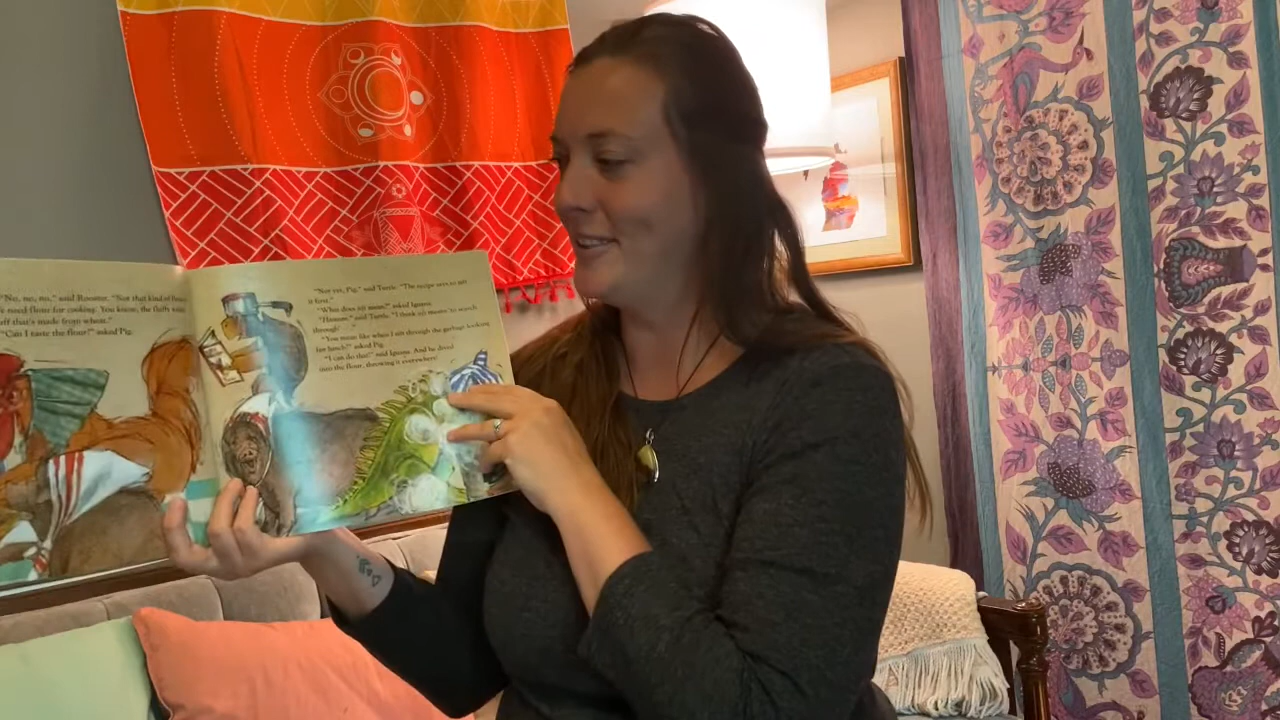 "No, no, no," said Rooster. "Not that kind of flower.
need flour for cooking. You know, the fluffy white
stuff that's made from wheat."
"Can I taste the flour?" asked Pig.
"Not yet, Pig," said Turtle. "The recipe says to sift
it first."
"What does sift mean?" asked Iguana.
"Hmmm," said Turtle. "I think sift means 'to search
through' . . ."
"You mean like when I sift through the garbage looking
for lunch?" asked Pig.
"I can do that!" said Iguana. And he dived
into the flour, throwing it everywhere!